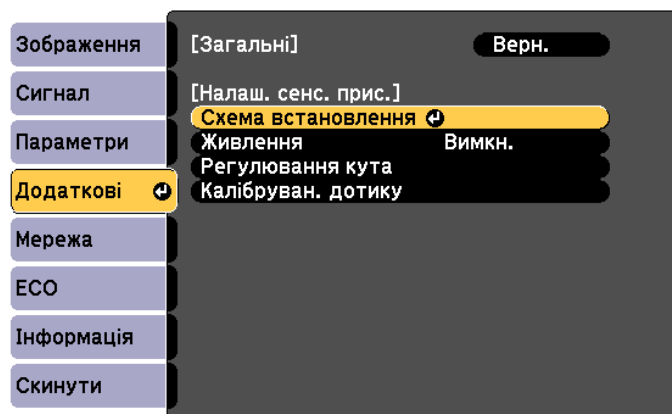 Зображення
Сигнал
Параметри
Додаткові
Мережа
ECO
Інформація
Скинути
[Загальні] Верн.
[Налаш. сенс. прис.]
Схема встановлення
Живлення Вимкн.
Регулювання кута
Калібруван. дотику